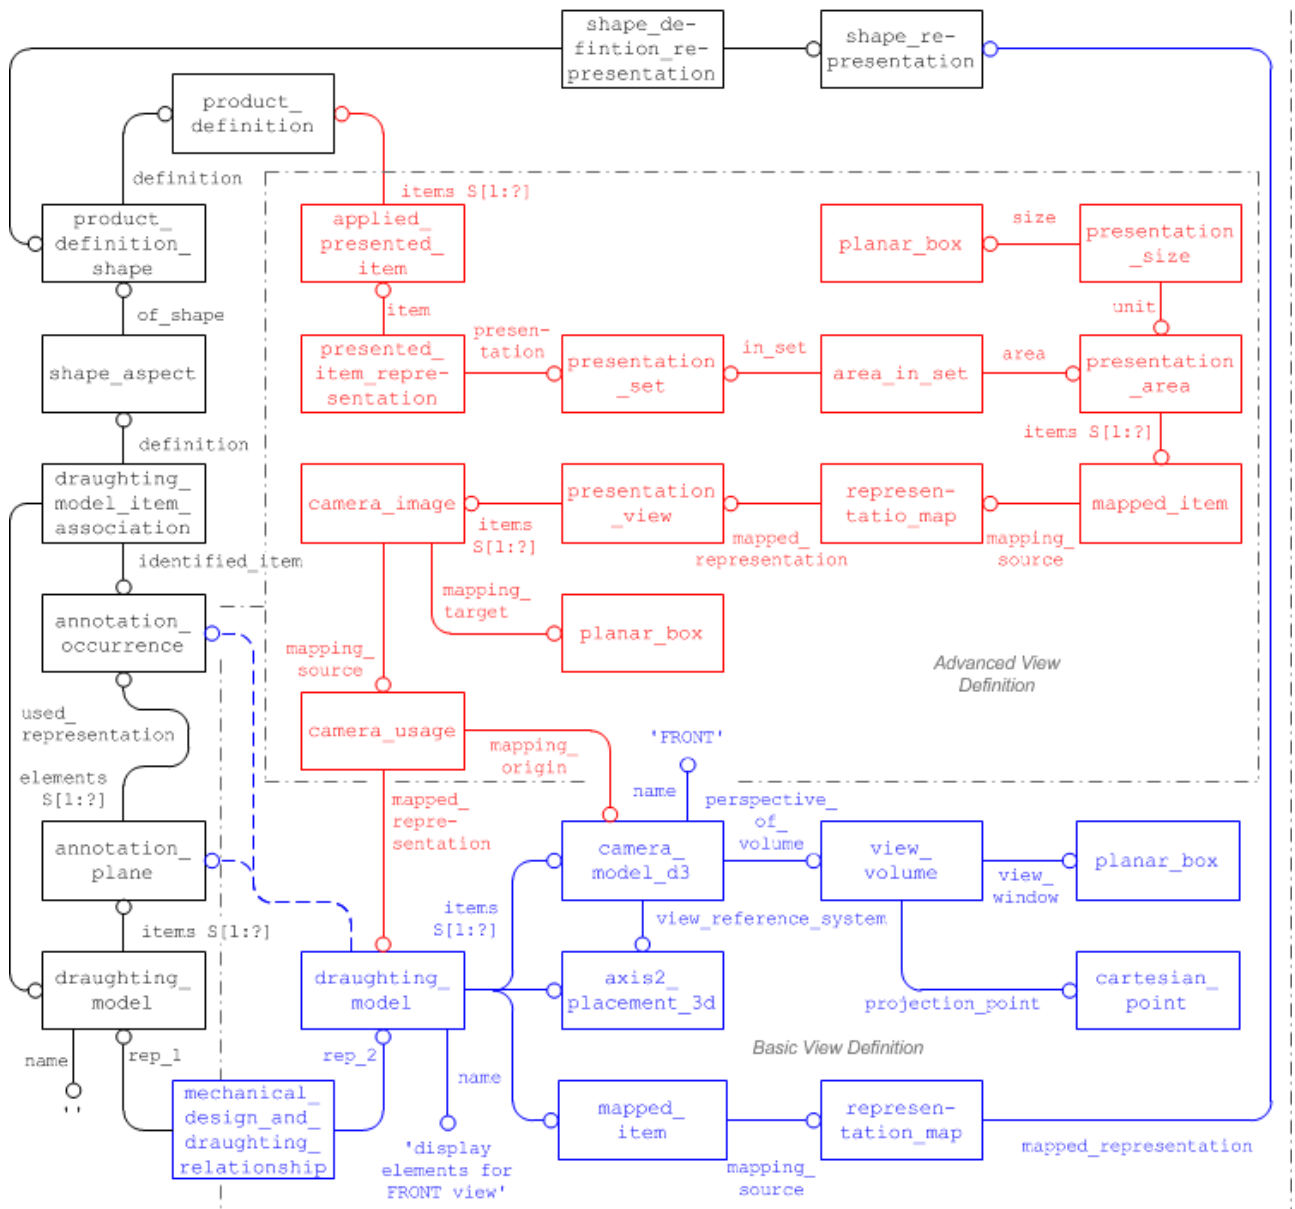 shape_de-
fintion_re-
presentation
shape_re-
presentation
product_
definition
definition
items S[1:?]
product_
definition_
shape
applied_
presented_
item
planar_box
size
presentation
_size
of_shape
item
unit
shape_aspect
presented_
item_repre-
sentation
presen-
tation
presentation
_set
in_set
area_in_set
area
presentation
_area
definition
items S[1:?]
draughting_
model_item_
association
camera_image
items
S[1:?]
presentation
_view
mapped_
representation
represen-
tatio_map
mapping_
source
mapped_item
identified_item
annotation_
occurrence
mapping_
target
planar_box
mapping_
source
Advanced View
Definition
used_
representation
camera_usage
mapping_
origin
'FRONT'
name
elements
S[1:?]
mapped_
repre-
sentation
perspective_
of_
volume
annotation_
plane
camera_
model_d3
view_
volume
view_
window
planar_box
items S[1:?]
items
S[1:?]
view_reference_system
draughting_
model
draughting_
model
axis2_
placement_3d
projection_point
cartesian_
point
name
rep_1
rep_2
name
Basic View Definition
''
mechanical_
design_and_
draughting_
relationship
'display
elements for
FRONT view'
mapped_
item
mapping_
source
represen-
tation_map
mapped_representation